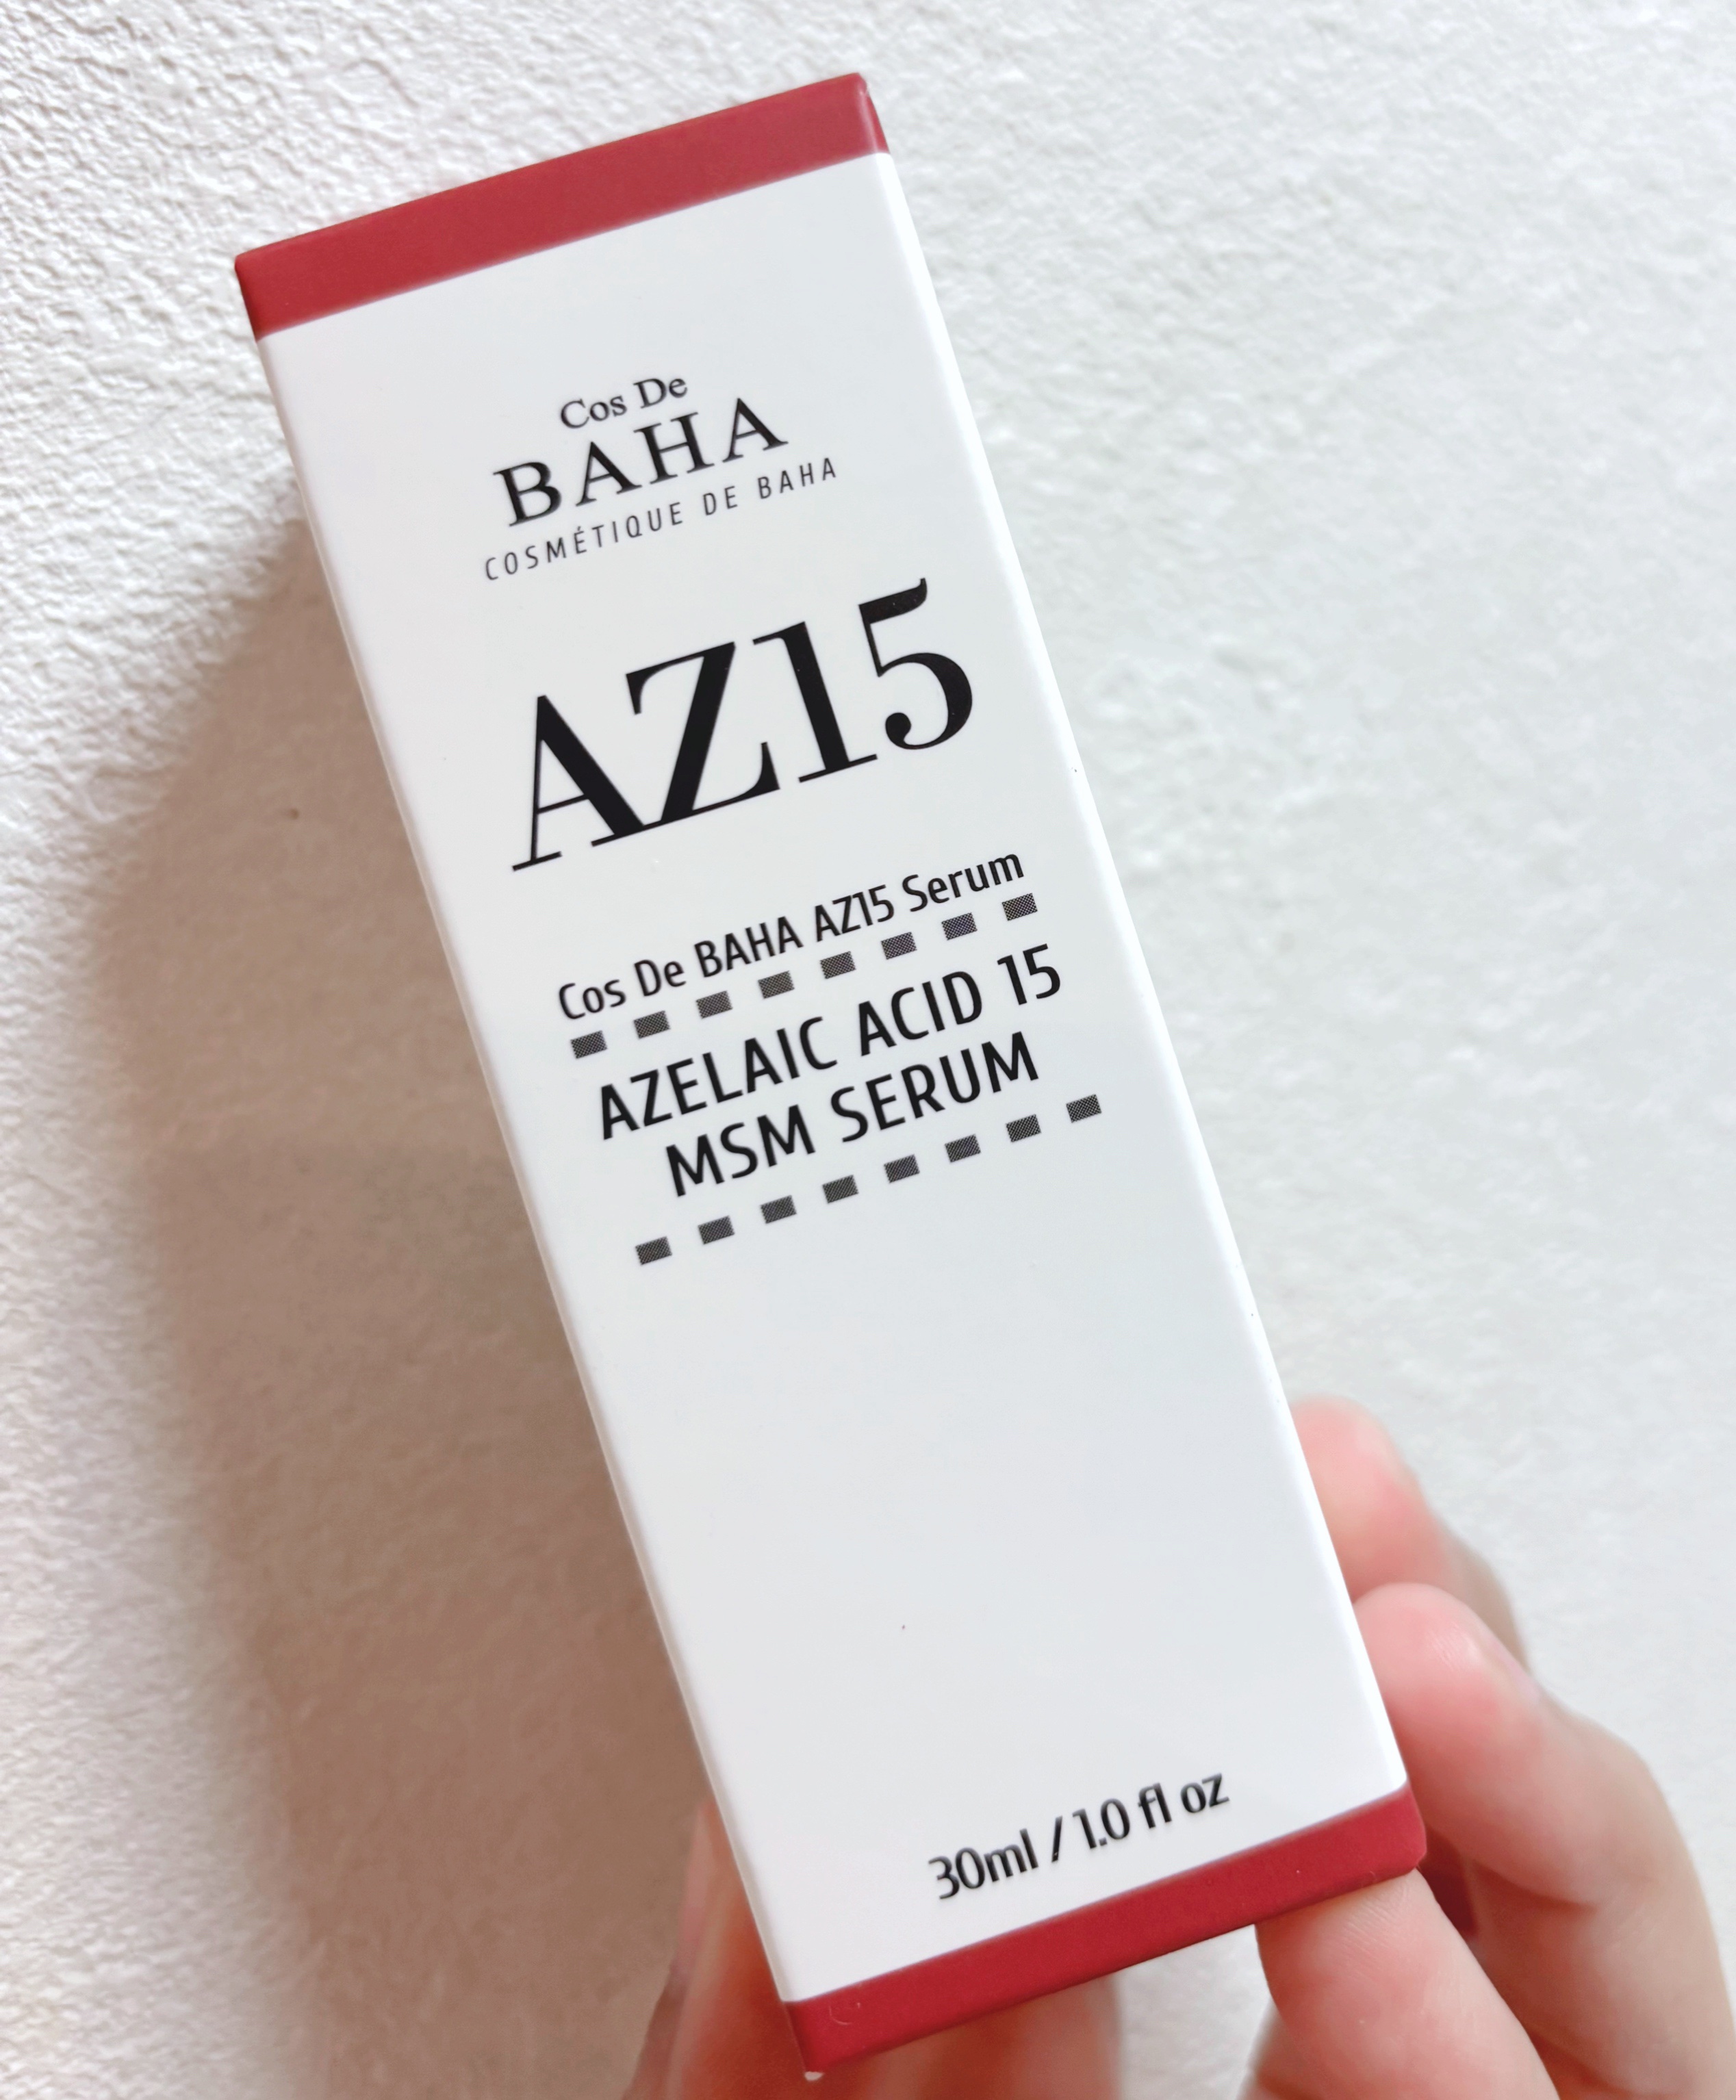 Cos De
BAHA
COSMÉTIQUE DE BAHA
AZ15
Cos De BAHA AZ15 Serum
AZELAIC ACID 15
MSM SERUM
30ml / 1.0 fl oz